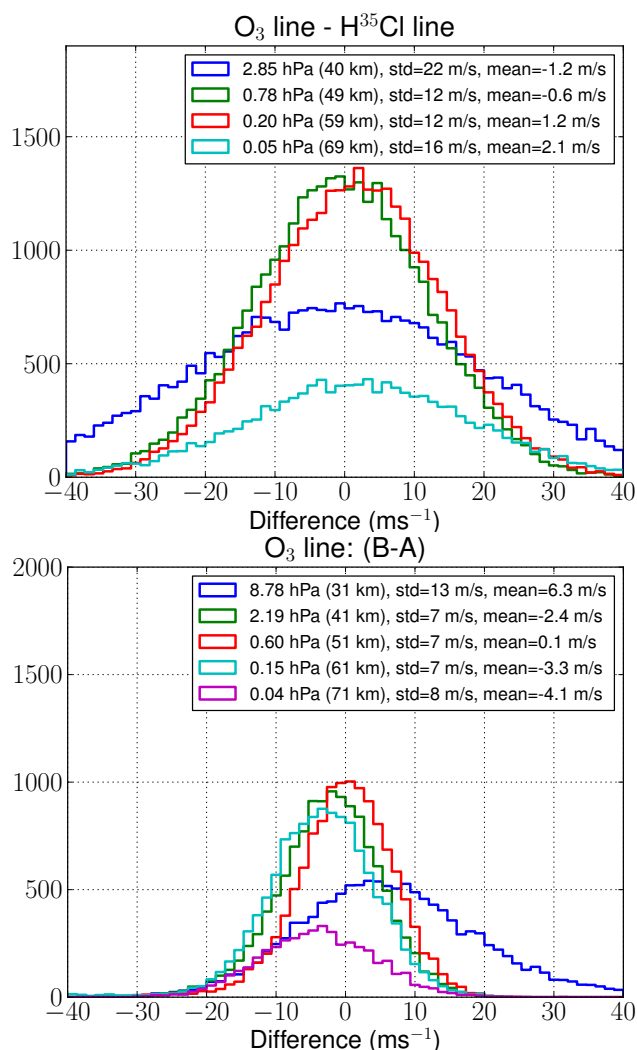 O₃ line - H³⁵Cl line
2.85 hPa (40 km), std=22 m/s, mean=-1.2 m/s
0.78 hPa (49 km), std=12 m/s, mean=-0.6 m/s
0.20 hPa (59 km), std=12 m/s, mean=1.2 m/s
0.05 hPa (69 km), std=16 m/s, mean=2.1 m/s
1500
1000
500
0
−40 −30 −20 −10 0 10 20 30 40
Difference (ms⁻¹)
O₃ line: (B-A)
2000
8.78 hPa (31 km), std=13 m/s, mean=6.3 m/s
2.19 hPa (41 km), std=7 m/s, mean=-2.4 m/s
0.60 hPa (51 km), std=7 m/s, mean=0.1 m/s
0.15 hPa (61 km), std=7 m/s, mean=-3.3 m/s
0.04 hPa (71 km), std=8 m/s, mean=-4.1 m/s
1500
1000
500
0
−40 −30 −20 −10 0 10 20 30 40
Difference (ms⁻¹)